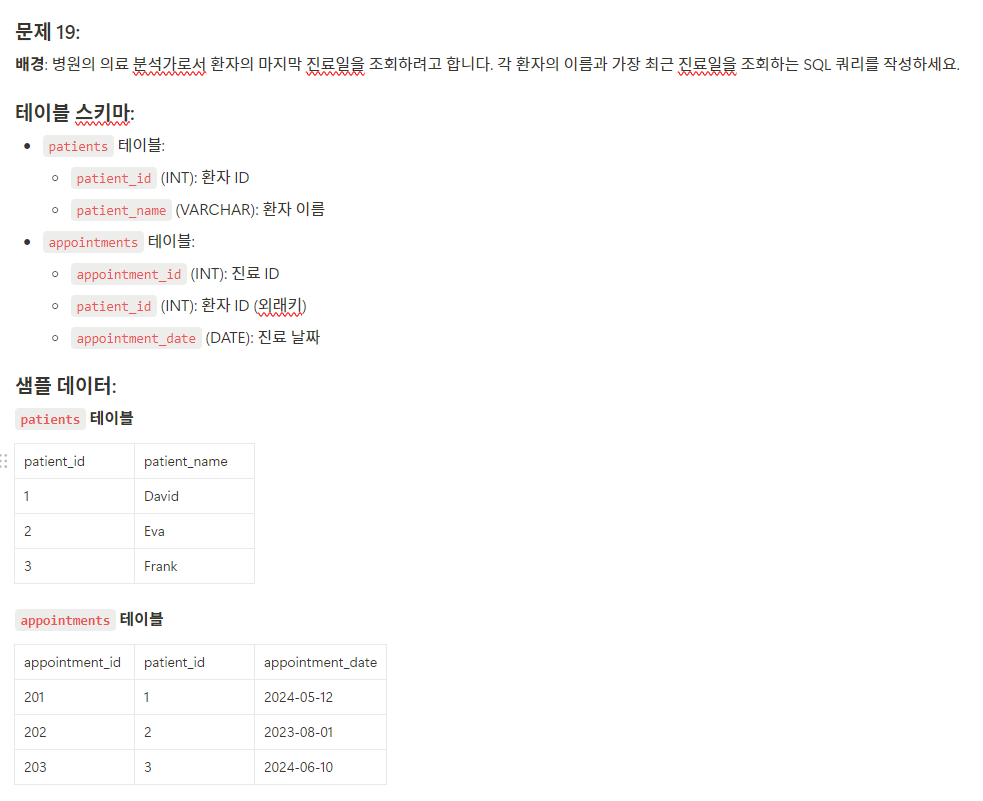 문제 19:
배경: 병원의 의료 분석가로서 환자의 마지막 진료일을 조회하려고 합니다. 각 환자의 이름과 가장 최근 진료일을 조회하는 SQL 쿼리를 작성하세요.
테이블 스키마:
patients 테이블:
patient_id (INT): 환자 ID
patient_name (VARCHAR): 환자 이름
appointments 테이블:
appointment_id (INT): 진료 ID
patient_id (INT): 환자 ID (외래키)
appointment_date (DATE): 진료 날짜
샘플 데이터:
patients 테이블
patient_id patient_name
1 David
2 Eva
3 Frank
appointments 테이블
appointment_id patient_id appointment_date
201 1 2024-05-12
202 2 2023-08-01
203 3 2024-06-10